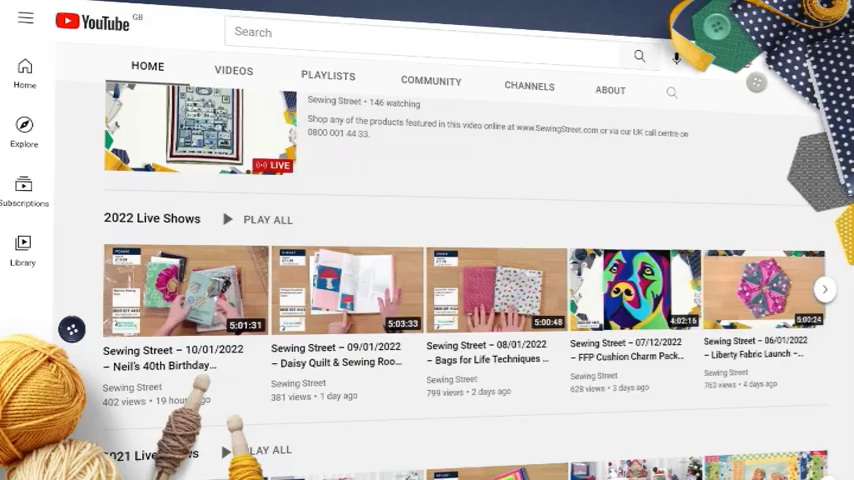 YouTube GB
Search
Home
Explore
Subscriptions
Library
HOME
VIDEOS
PLAYLISTS
COMMUNITY
CHANNELS
ABOUT
LIVE
Sewing Street • 146 watching
Shop any of the products featured in this video online at www.SewingStreet.com or via our UK call centre on
0800 001 44 33.
2022 Live Shows
PLAY ALL
5:01:31
5:03:33
5:00:48
4:02:16
5:00:24
Sewing Street – 10/01/2022
– Neil's 40th Birthday...
Sewing Street
402 views • 19 hours ago
Sewing Street – 09/01/2022
– Daisy Quilt & Sewing Roo...
Sewing Street
381 views • 1 day ago
Sewing Street – 08/01/2022
– Bags for Life Techniques ...
Sewing Street
799 views • 2 days ago
Sewing Street – 07/12/2022
– FFP Cushion Charm Pack...
Sewing Street
628 views • 3 days ago
Sewing Street – 06/01/2022
– Liberty Fabric Launch –...
Sewing Street
763 views • 4 days ago
2021 Live Shows
PLAY ALL